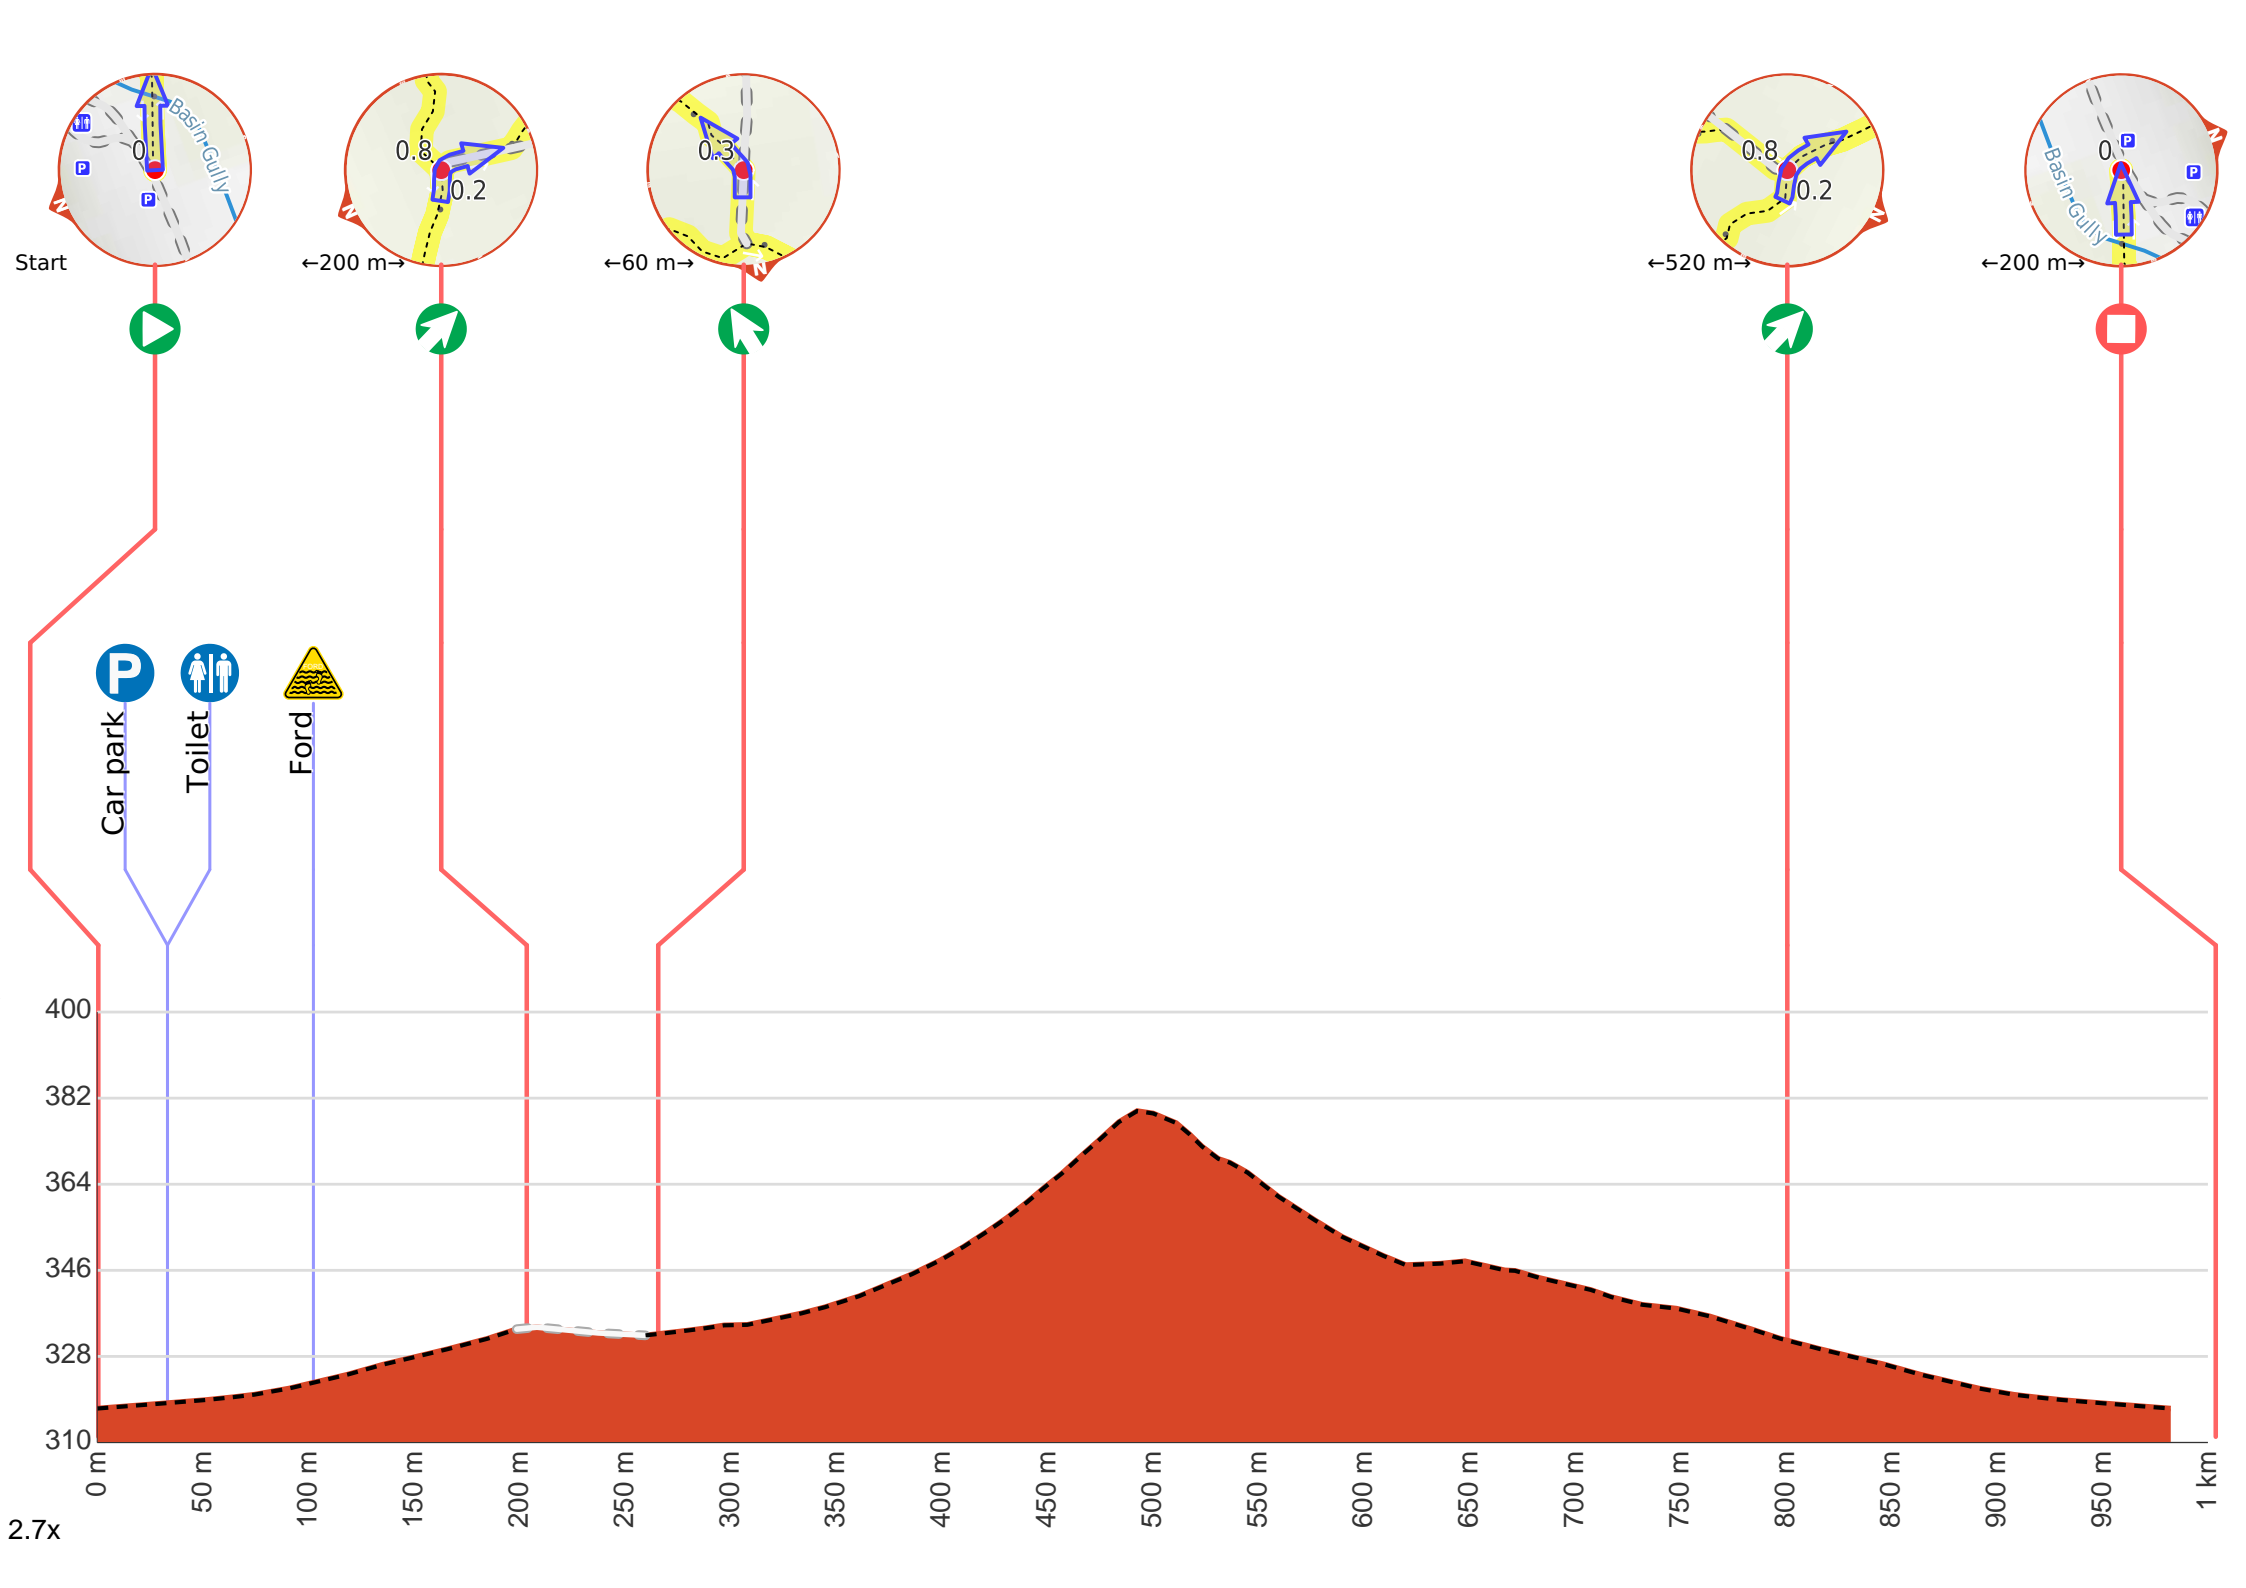 Basin Gully
0
P
P
N
Start
0.8
0.2
N
←200 m→
0.3
N
←60 m→
0.8
0.2
N
←520 m→
Basin Gully
0
P
P
N
←200 m→
P
Car park
Toilet
Ford
400
382
364
346
328
310
0 m
50 m
100 m
150 m
200 m
250 m
300 m
350 m
400 m
450 m
500 m
550 m
600 m
650 m
700 m
750 m
800 m
850 m
900 m
950 m
1 km
2.7x